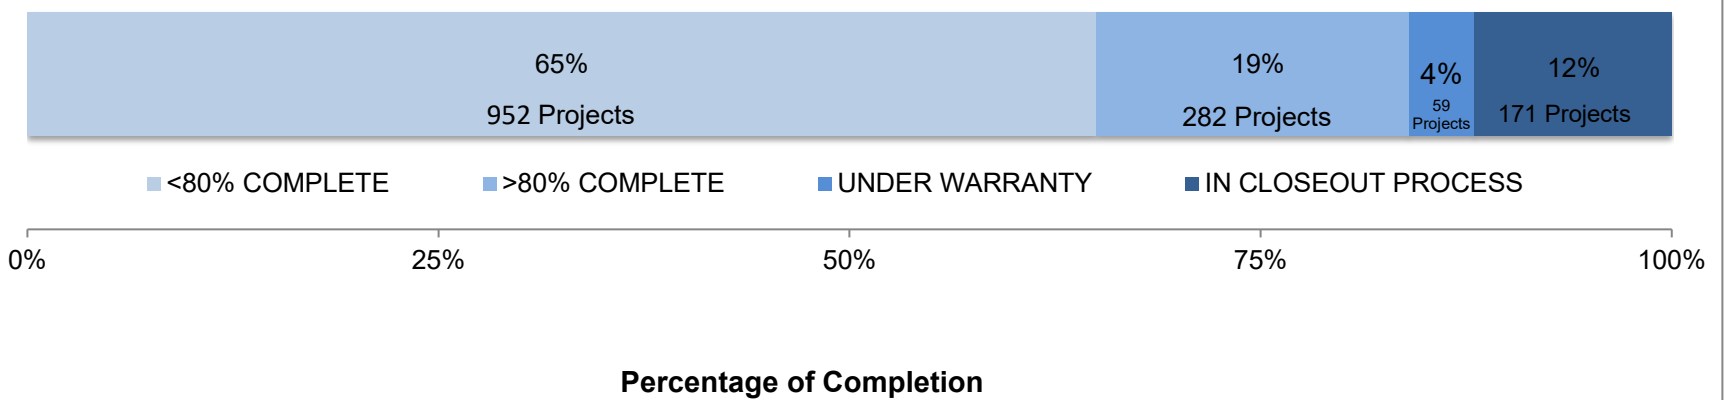 65% 19% 4% 12%
952 Projects 282 Projects 59 Projects 171 Projects
<80% COMPLETE >80% COMPLETE UNDER WARRANTY IN CLOSEOUT PROCESS
0% 25% 50% 75% 100%
Percentage of Completion